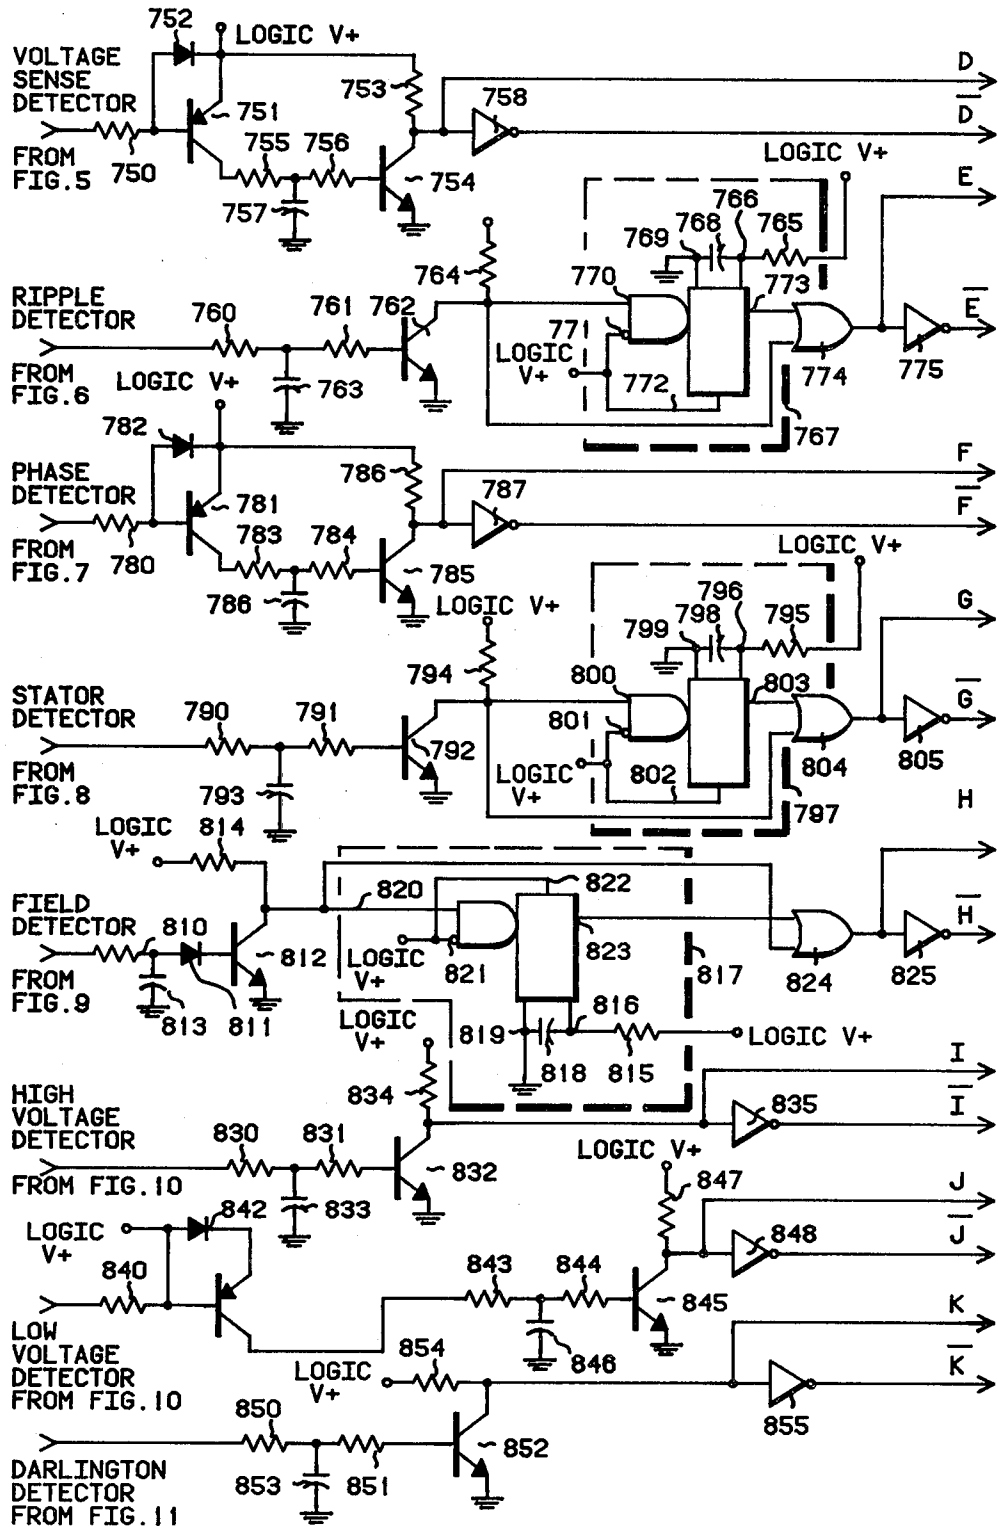 752
LOGIC V+
VOLTAGE
SENSE
DETECTOR
753
758
D
D̅
751
755
756
754
LOGIC V+
FROM
FIG.5
750
757
E
766
768
765
769
764
770
773
RIPPLE
DETECTOR
760
761
762
771
E̅
LOGIC
V+
FROM
FIG.6
LOGIC V+
763
772
774
775
782
767
F
PHASE
DETECTOR
786
787
F̅
781
783
784
785
LOGIC V+
FROM
FIG.7
780
786
LOGIC V+
796
798
795
799
G
794
800
803
STATOR
DETECTOR
790
791
792
801
G̅
LOGIC
V+
802
804
805
FROM
FIG.8
793
797
H
LOGIC
V+
814
822
820
FIELD
DETECTOR
810
812
LOGIC
V+
821
823
817
824
825
H̅
FROM
FIG.9
813
811
LOGIC
V+
819
816
818
815
LOGIC V+
I
HIGH
VOLTAGE
DETECTOR
834
835
I̅
830
831
832
LOGIC V+
FROM FIG.10
833
847
J
LOGIC
V+
842
848
J̅
840
843
844
845
K
LOW
VOLTAGE
DETECTOR
FROM FIG.10
846
LOGIC
V+
854
K̅
855
850
852
853
851
DARLINGTON
DETECTOR
FROM FIG.11